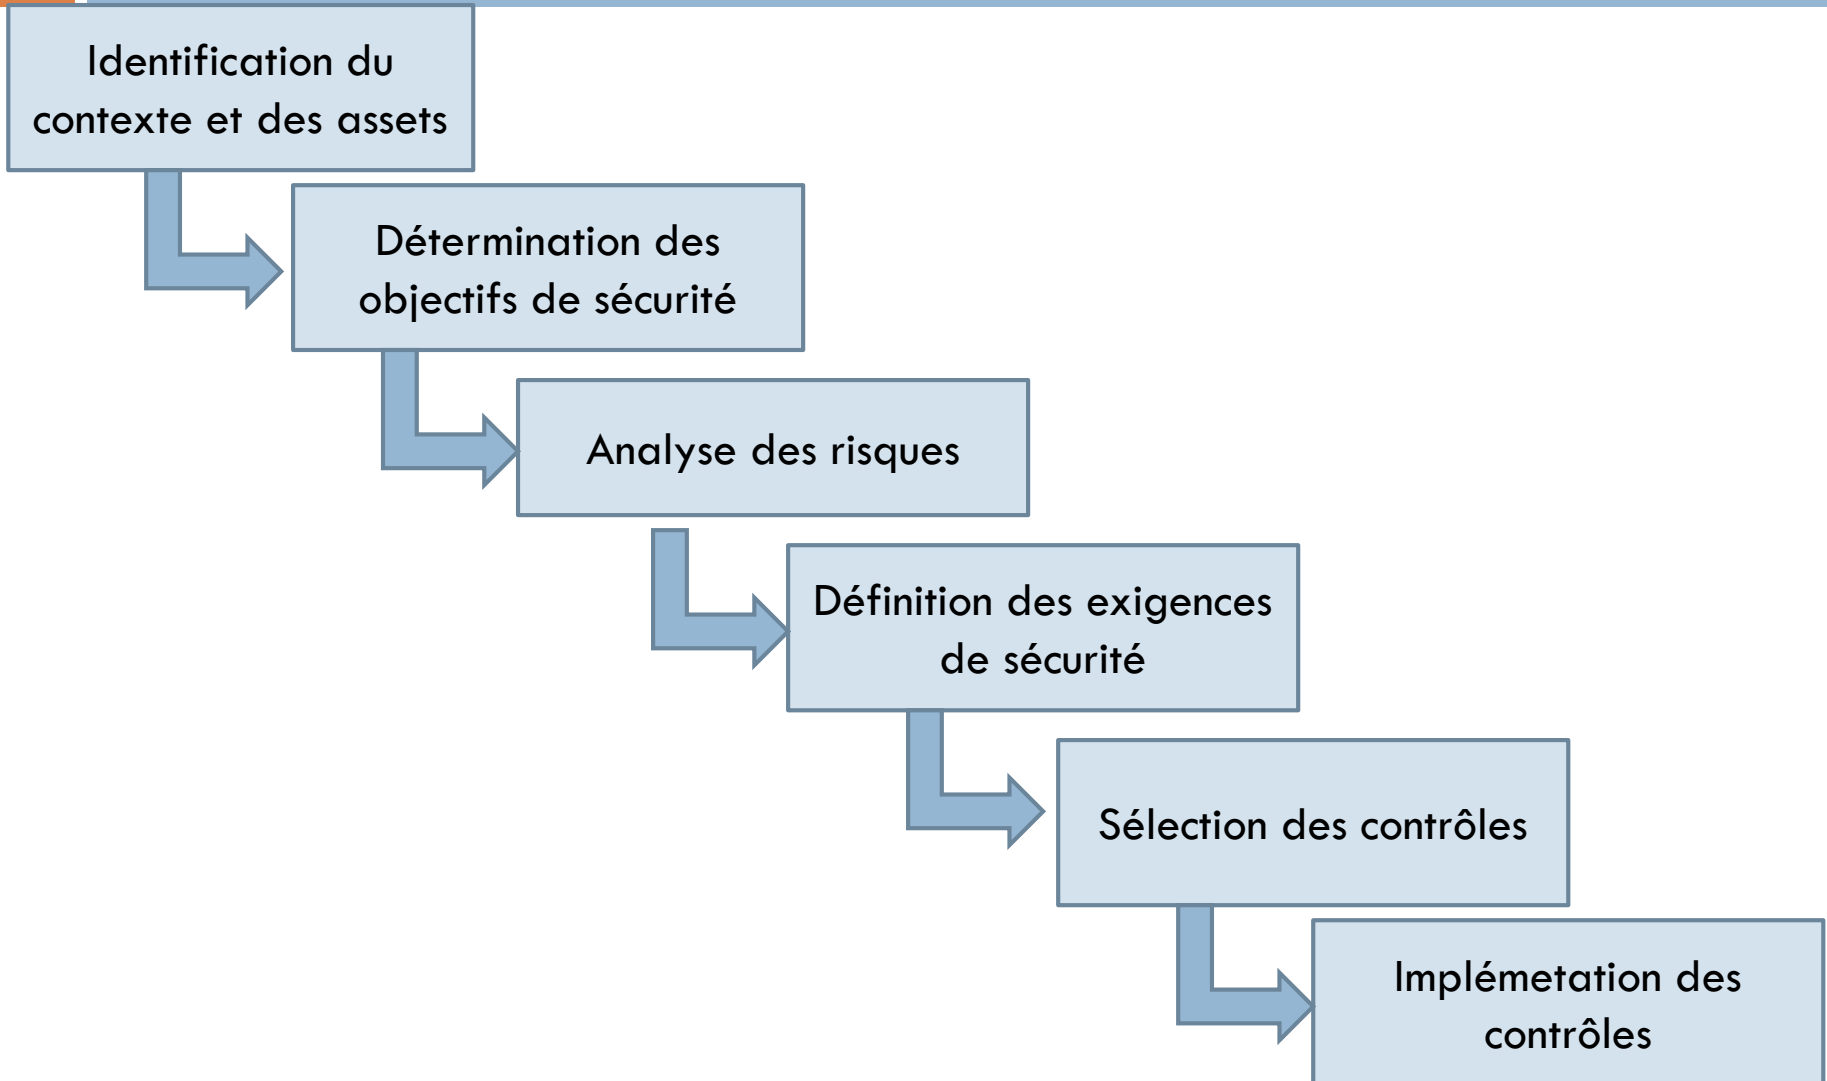 Identification du
contexte et des assets
Détermination des
objectifs de sécurité
Analyse des risques
Définition des exigences
de sécurité
Sélection des contrôles
Implémetation des
contrôles